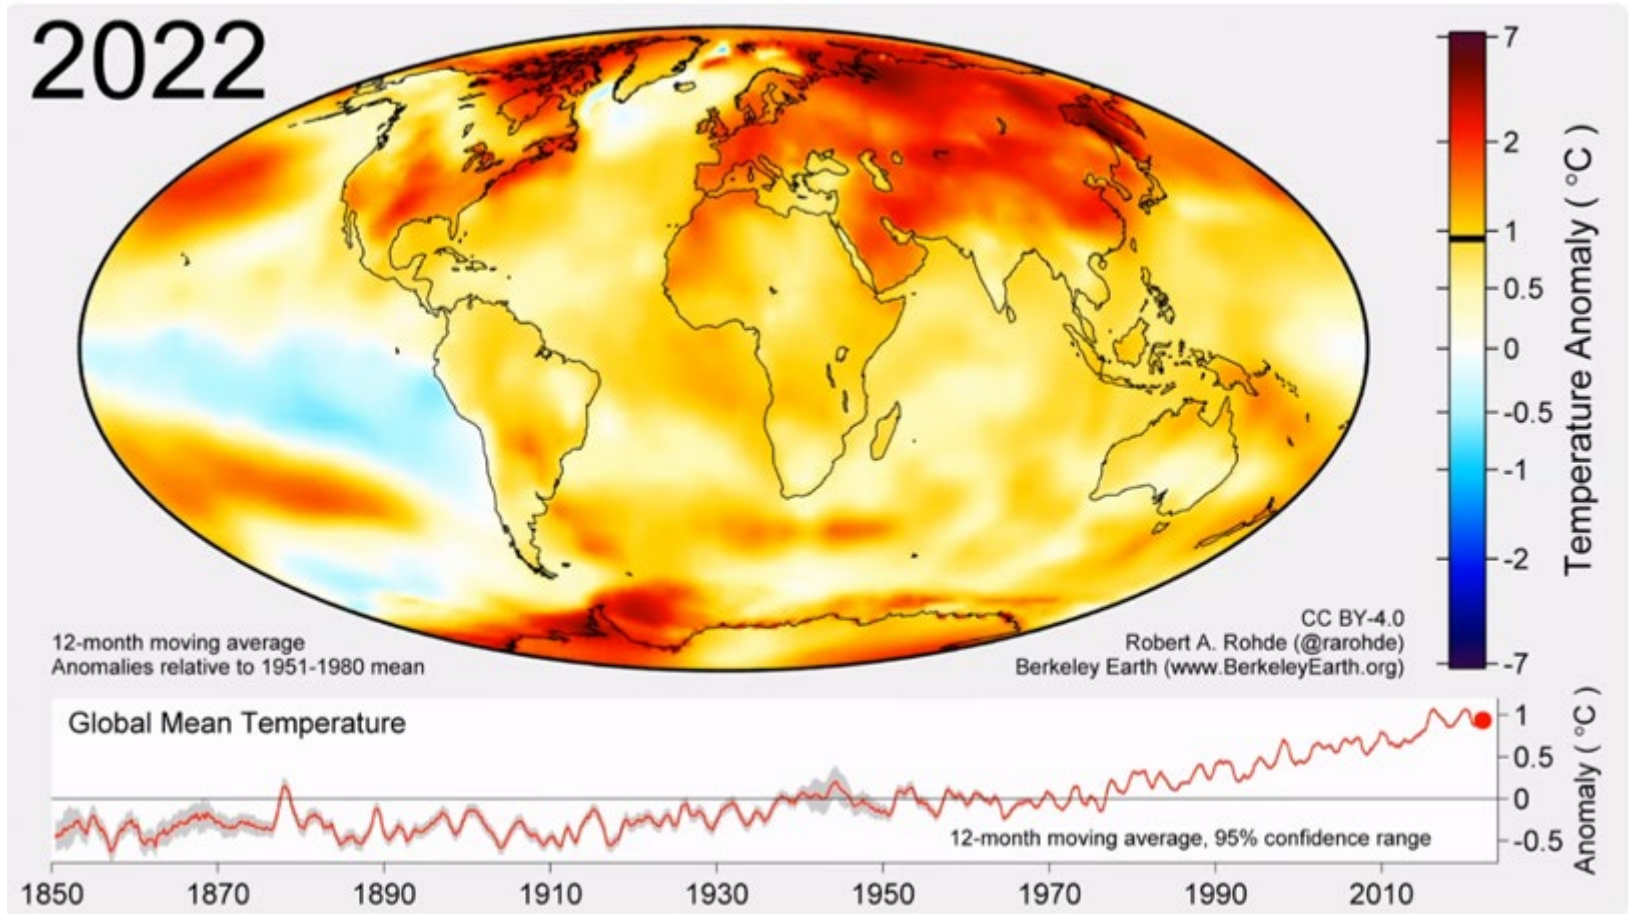 2022
7
2
1
0.5
0
-0.5
-1
-2
-7
Temperature Anomaly ( °C )
12-month moving average
Anomalies relative to 1951-1980 mean
CC BY-4.0
Robert A. Rohde (@rarohde)
Berkeley Earth (www.BerkeleyEarth.org)
Global Mean Temperature
1
0.5
0
-0.5
Anomaly ( °C )
12-month moving average, 95% confidence range
1850 1870 1890 1910 1930 1950 1970 1990 2010